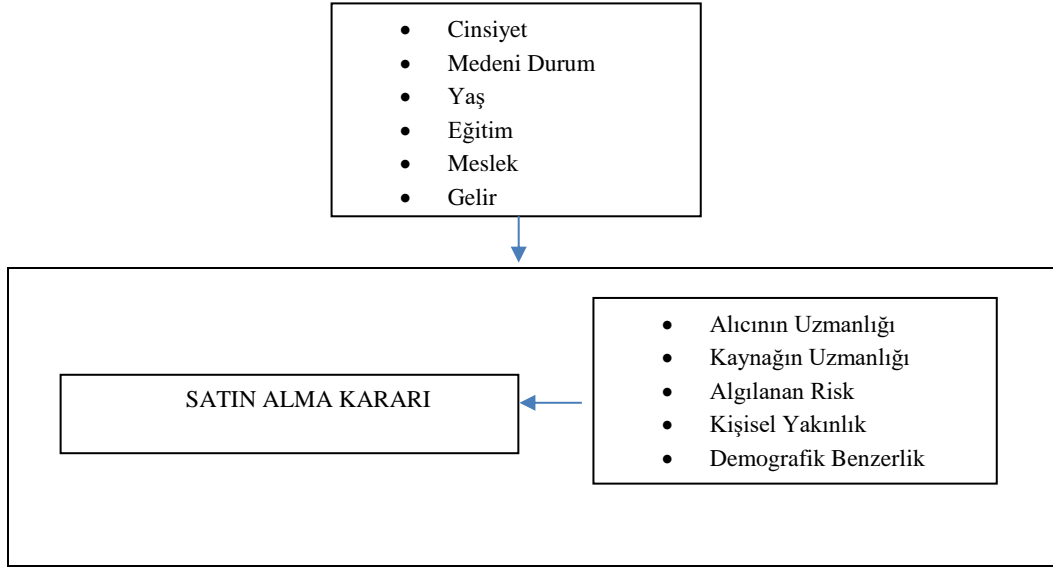 • Cinsiyet
• Medeni Durum
• Yaş
• Eğitim
• Meslek
• Gelir
SATIN ALMA KARARI
• Alıcının Uzmanlığı
• Kaynağın Uzmanlığı
• Algılanan Risk
• Kişisel Yakınlık
• Demografik Benzerlik